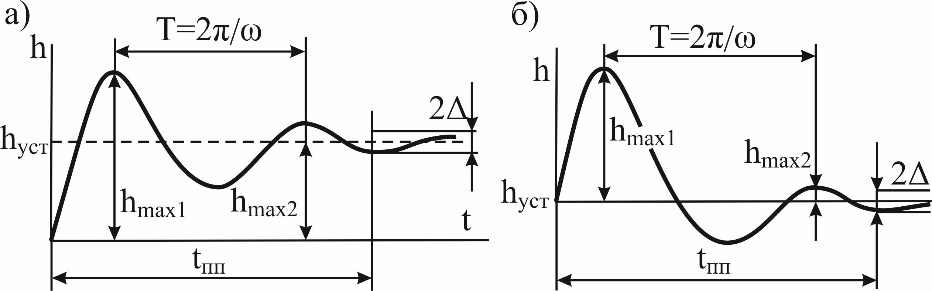 а)
h
T=2π/ω
2Δ
hуст
hmax1
hmax2
t
tпп
б)
h
T=2π/ω
hmax1
hmax2
2Δ
hуст
tпп